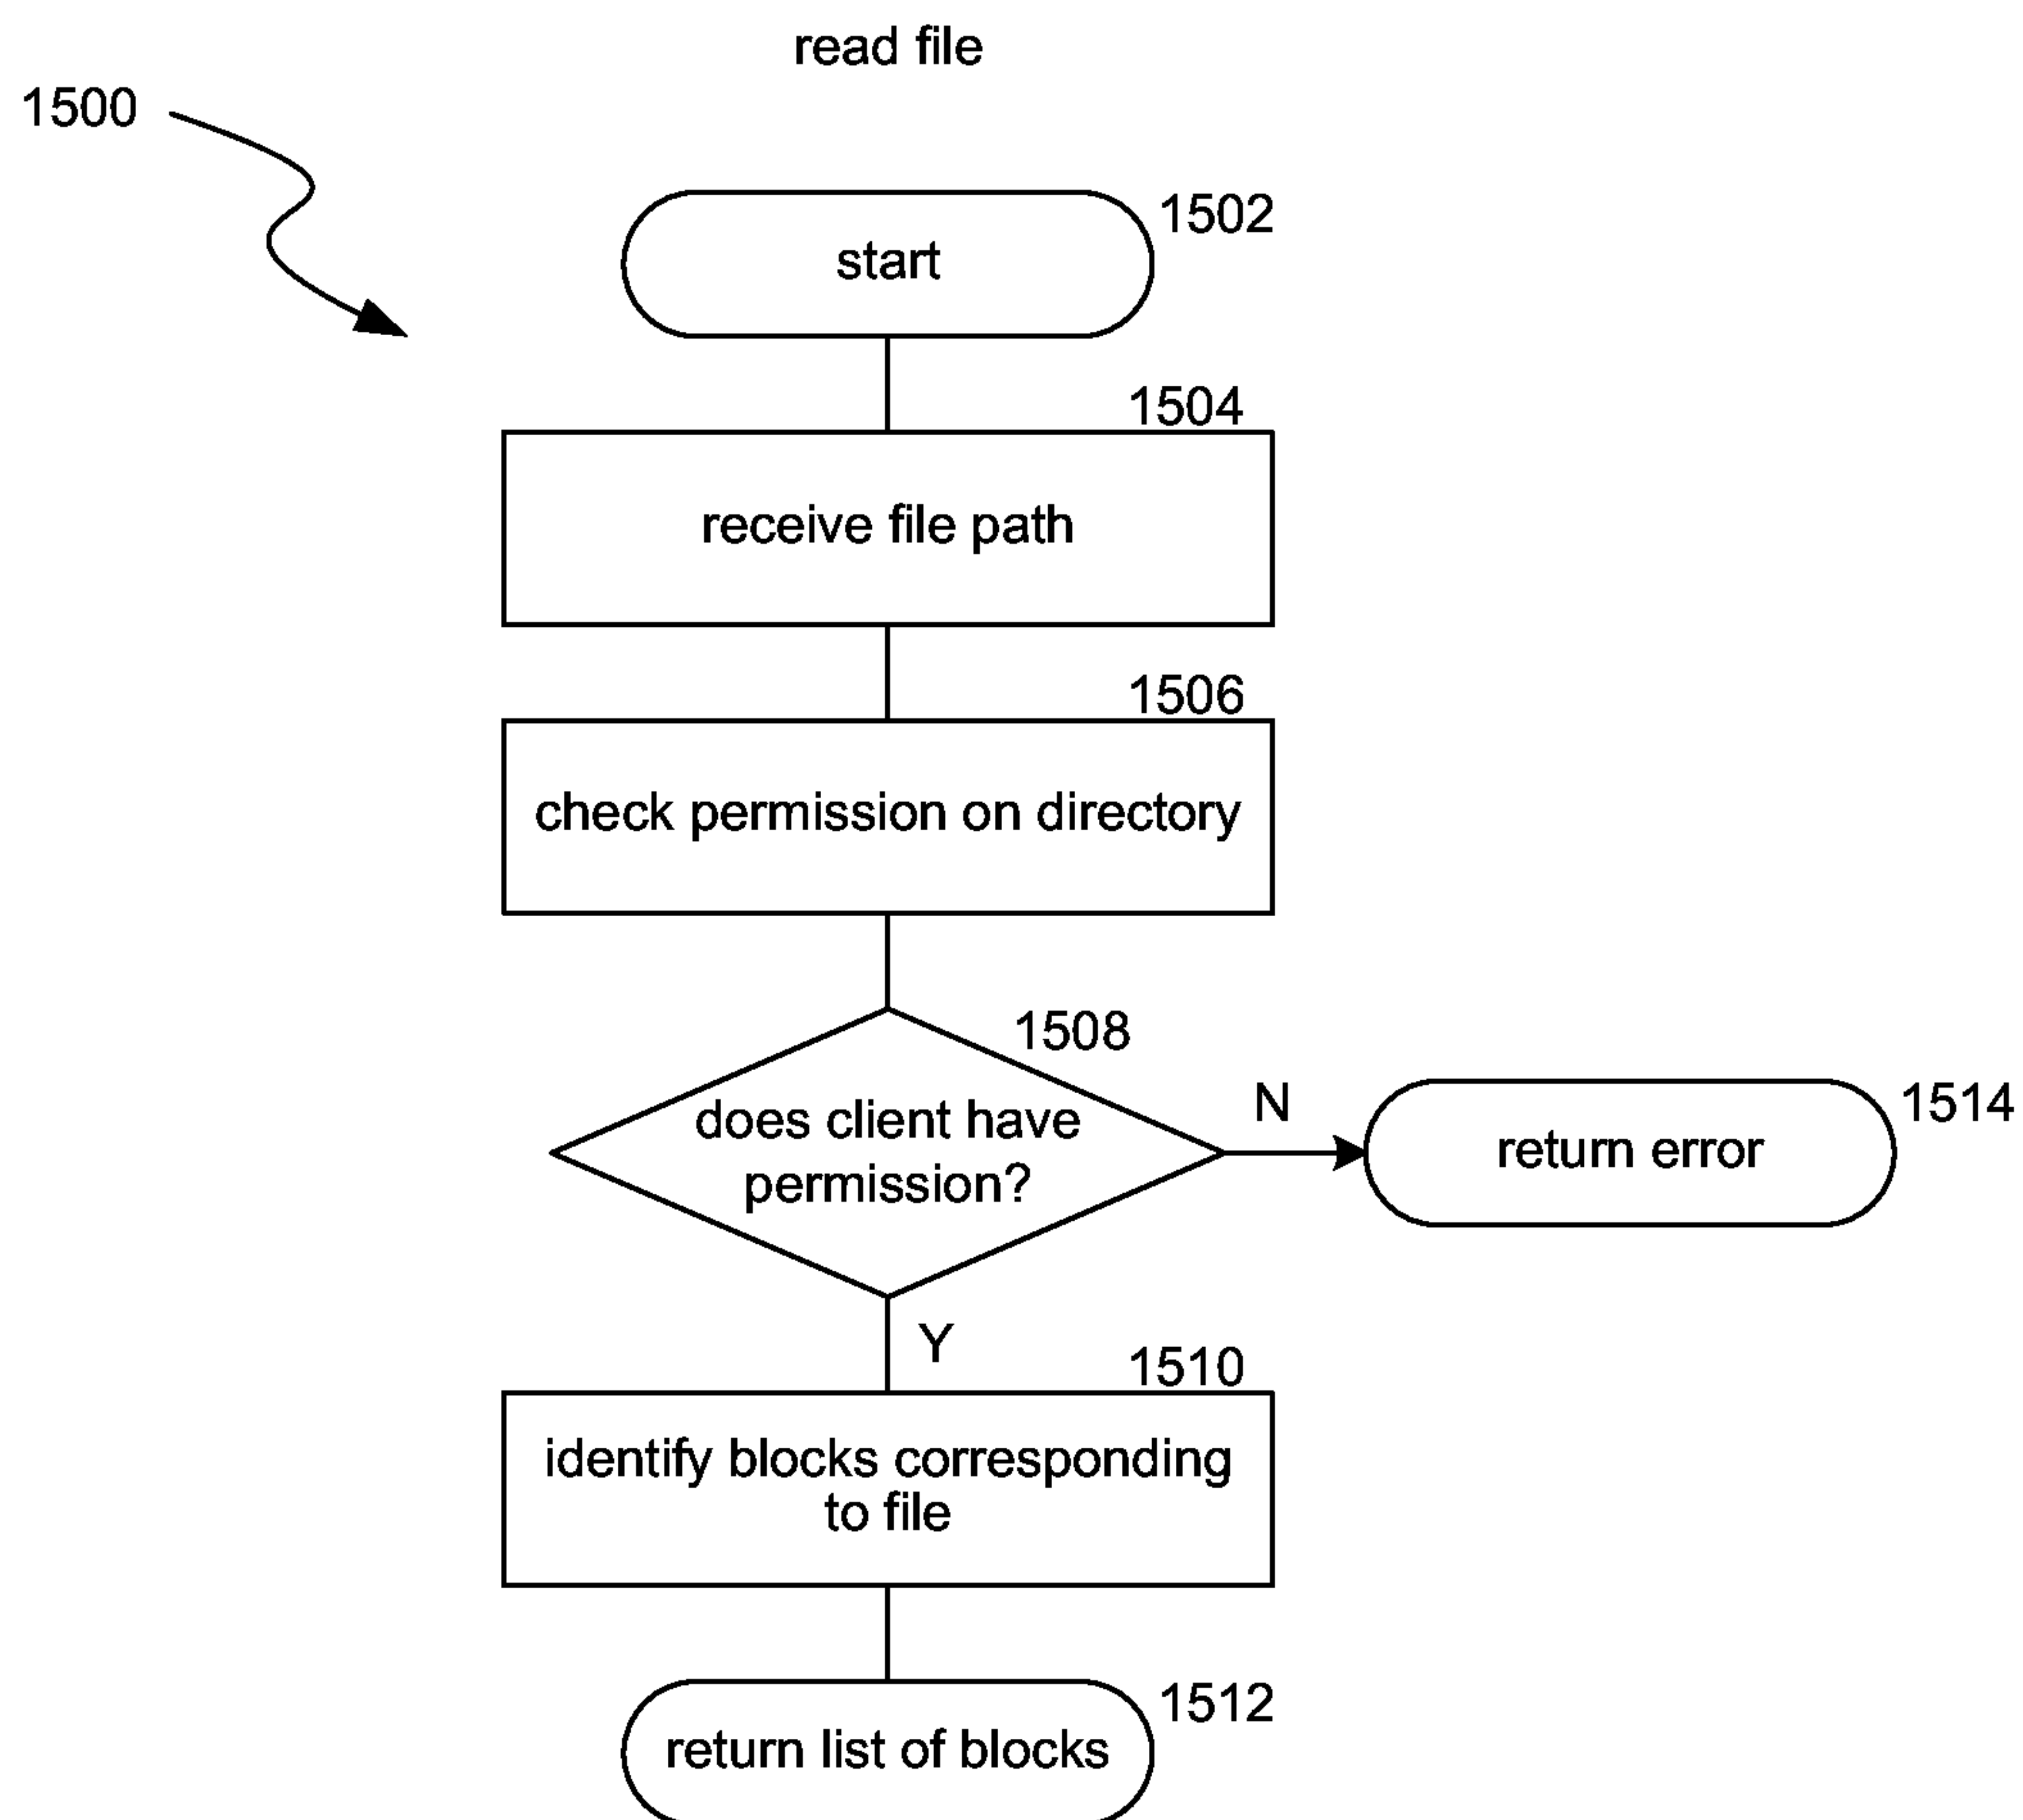 read file
1500
1502
start
1504
receive file path
1506
check permission on directory
1508
does client have
permission?
N
1514
return error
Y
1510
identify blocks corresponding
to file
1512
return list of blocks